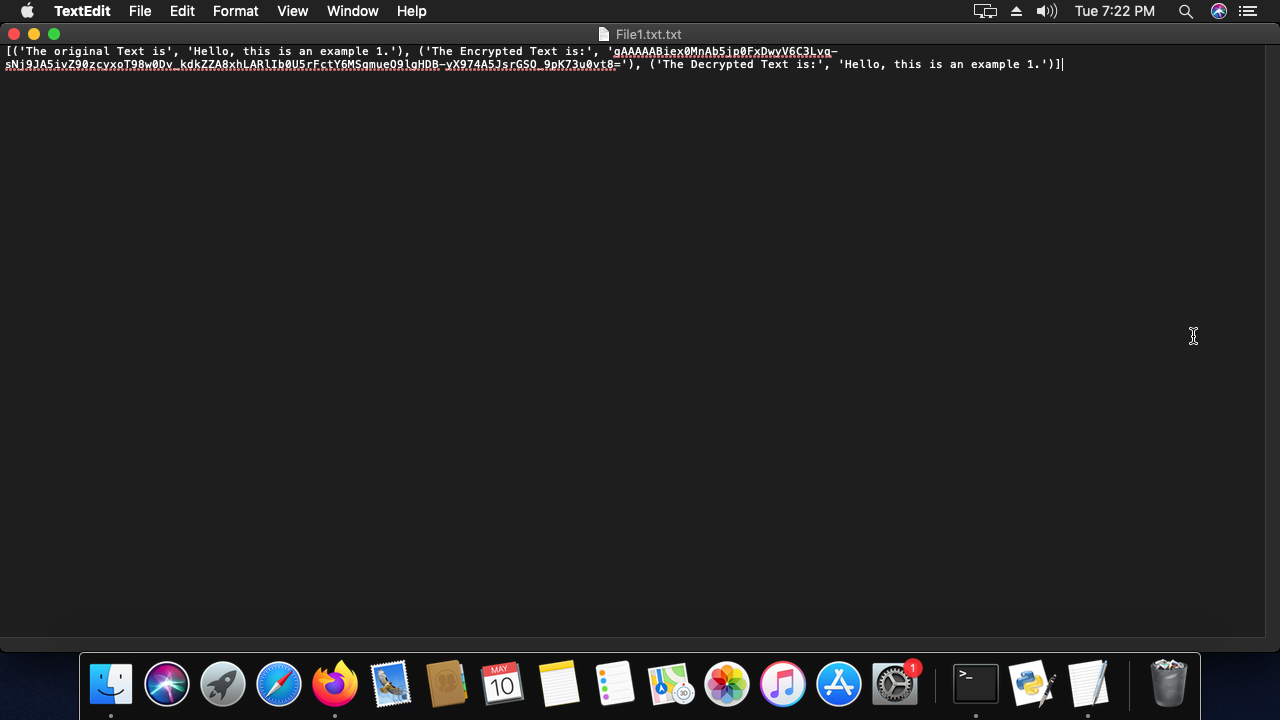 TextEdit File Edit Format View Window Help Tue 7:22 PM
File1.txt.txt
[('The original Text is', 'Hello, this is an example 1.'), ('The Encrypted Text is:', 'gAAAAABiex0MnAb5jp0FxDwyV6C3Lvq-
sNj9JA5ivZ90zcyxoT98w0Dv_kdkZZA8xhLARlIb0U5rFctY6MSqmueO9lgHDB-yX974A5JsrGSO_9pK73u0vt8='), ('The Decrypted Text is:', 'Hello, this is an example 1.')]
MAY
10
3D
1
>_